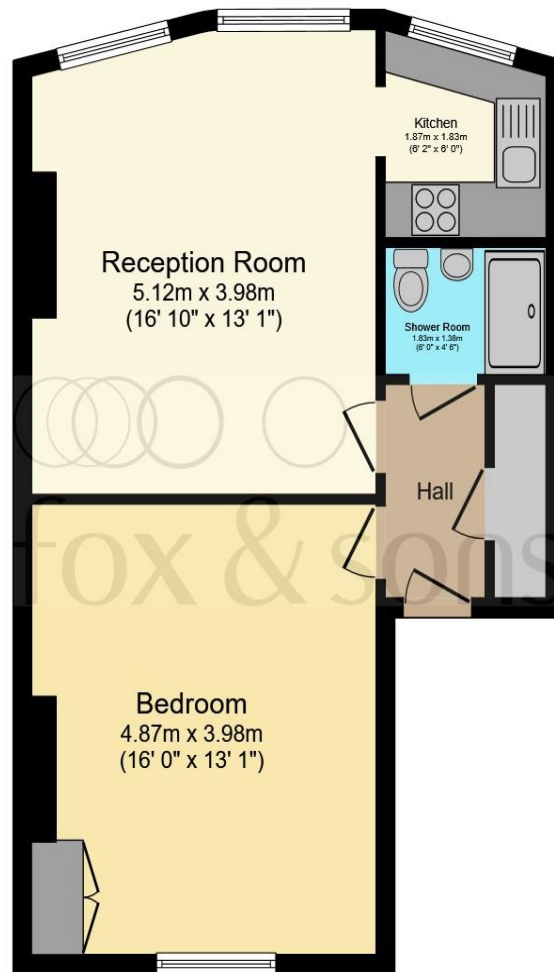 Kitchen
1.87m x 1.83m
(6' 2" x 6' 0")
Reception Room
5.12m x 3.98m
(16' 10" x 13' 1")
Shower Room
1.83m x 1.38m
(6' 0" x 4' 6")
Hall
fox & sons
Bedroom
4.87m x 3.98m
(16' 0" x 13' 1")